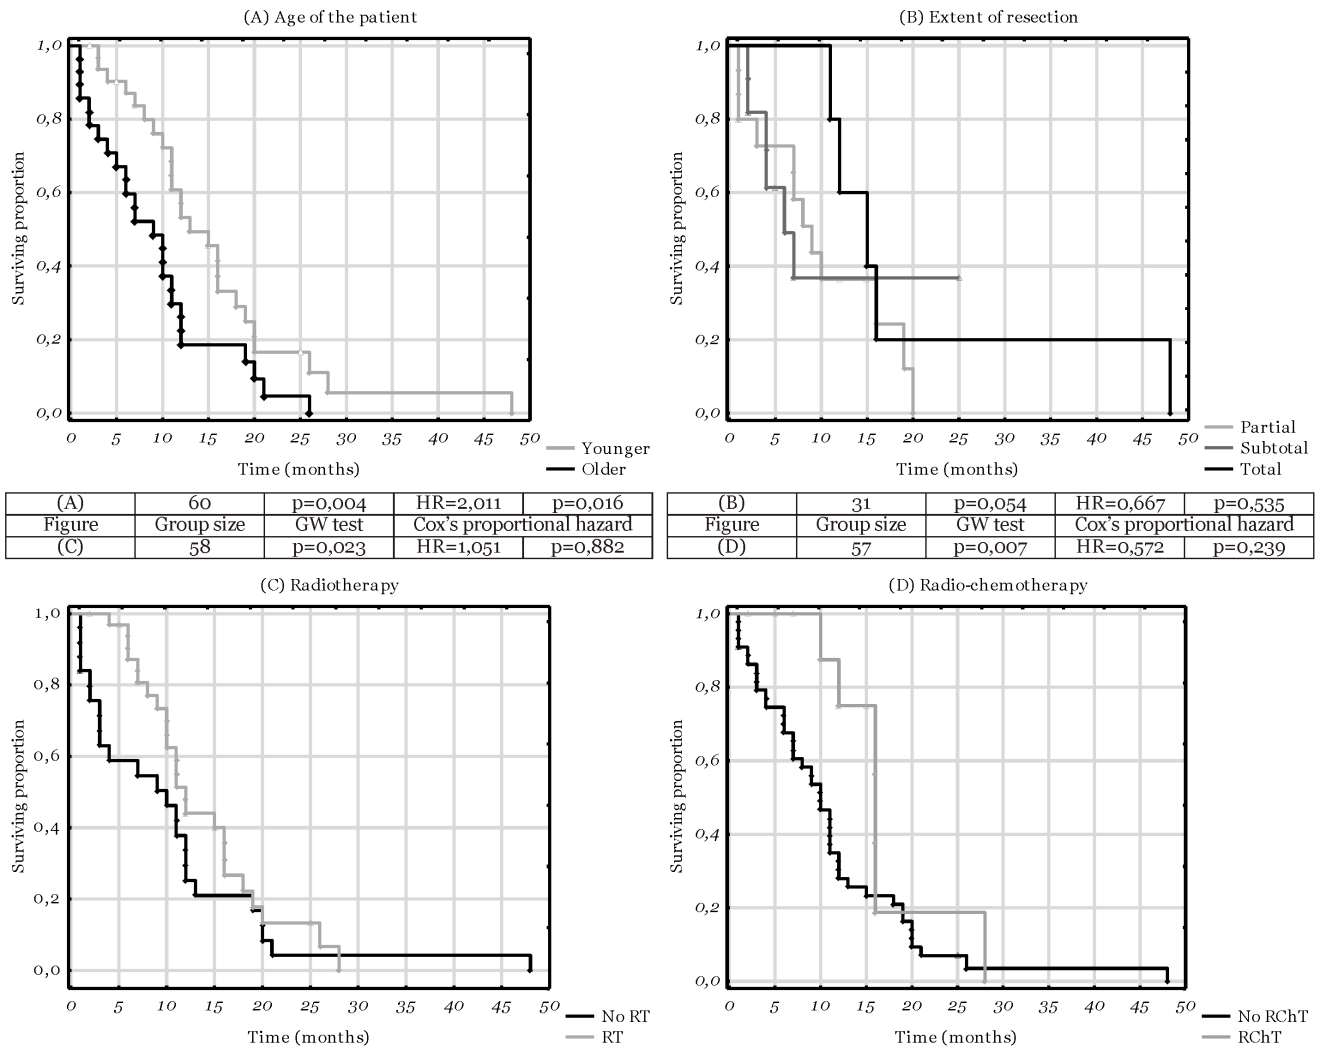 (A) Age of the patient
Surviving proportion
1,0
0,8
0,6
0,4
0,2
0,0
0 5 10 15 20 25 30 35 40 45 50
Time (months)
Younger
Older
(B) Extent of resection
Surviving proportion
1,0
0,8
0,6
0,4
0,2
0,0
0 5 10 15 20 25 30 35 40 45 50
Time (months)
Partial
Subtotal
Total
(A) 60 p=0,004 HR=2,011 p=0,016
Figure Group size GW test Cox's proportional hazard
(C) 58 p=0,023 HR=1,051 p=0,882
(B) 31 p=0,054 HR=0,667 p=0,535
Figure Group size GW test Cox's proportional hazard
(D) 57 p=0,007 HR=0,572 p=0,239
(C) Radiotherapy
Surviving proportion
1,0
0,8
0,6
0,4
0,2
0,0
0 5 10 15 20 25 30 35 40 45 50
Time (months)
No RT
RT
(D) Radio-chemotherapy
Surviving proportion
1,0
0,8
0,6
0,4
0,2
0,0
0 5 10 15 20 25 30 35 40 45 50
Time (months)
No RChT
RChT